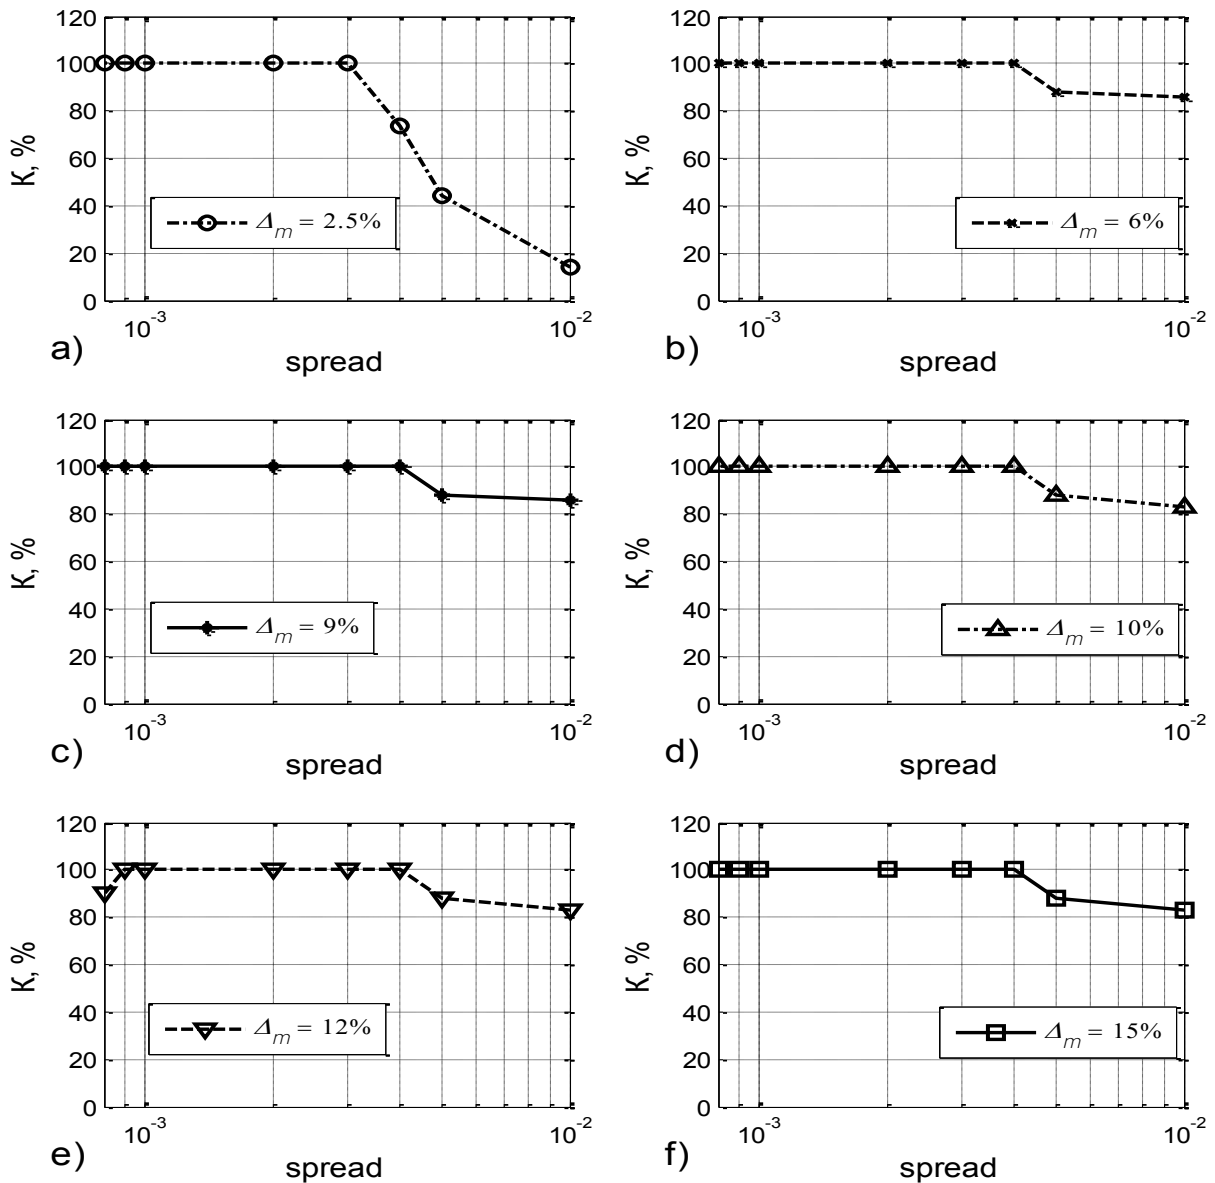 120
100
80
60
40
20
0
K, %
Δm = 2.5%
10-3
10-2
spread
a)
120
100
80
60
40
20
0
K, %
Δm = 6%
10-3
10-2
spread
b)
120
100
80
60
40
20
0
K, %
Δm = 9%
10-3
10-2
spread
c)
120
100
80
60
40
20
0
K, %
Δm = 10%
10-3
10-2
spread
d)
120
100
80
60
40
20
0
K, %
Δm = 12%
10-3
10-2
spread
e)
120
100
80
60
40
20
0
K, %
Δm = 15%
10-3
10-2
spread
f)